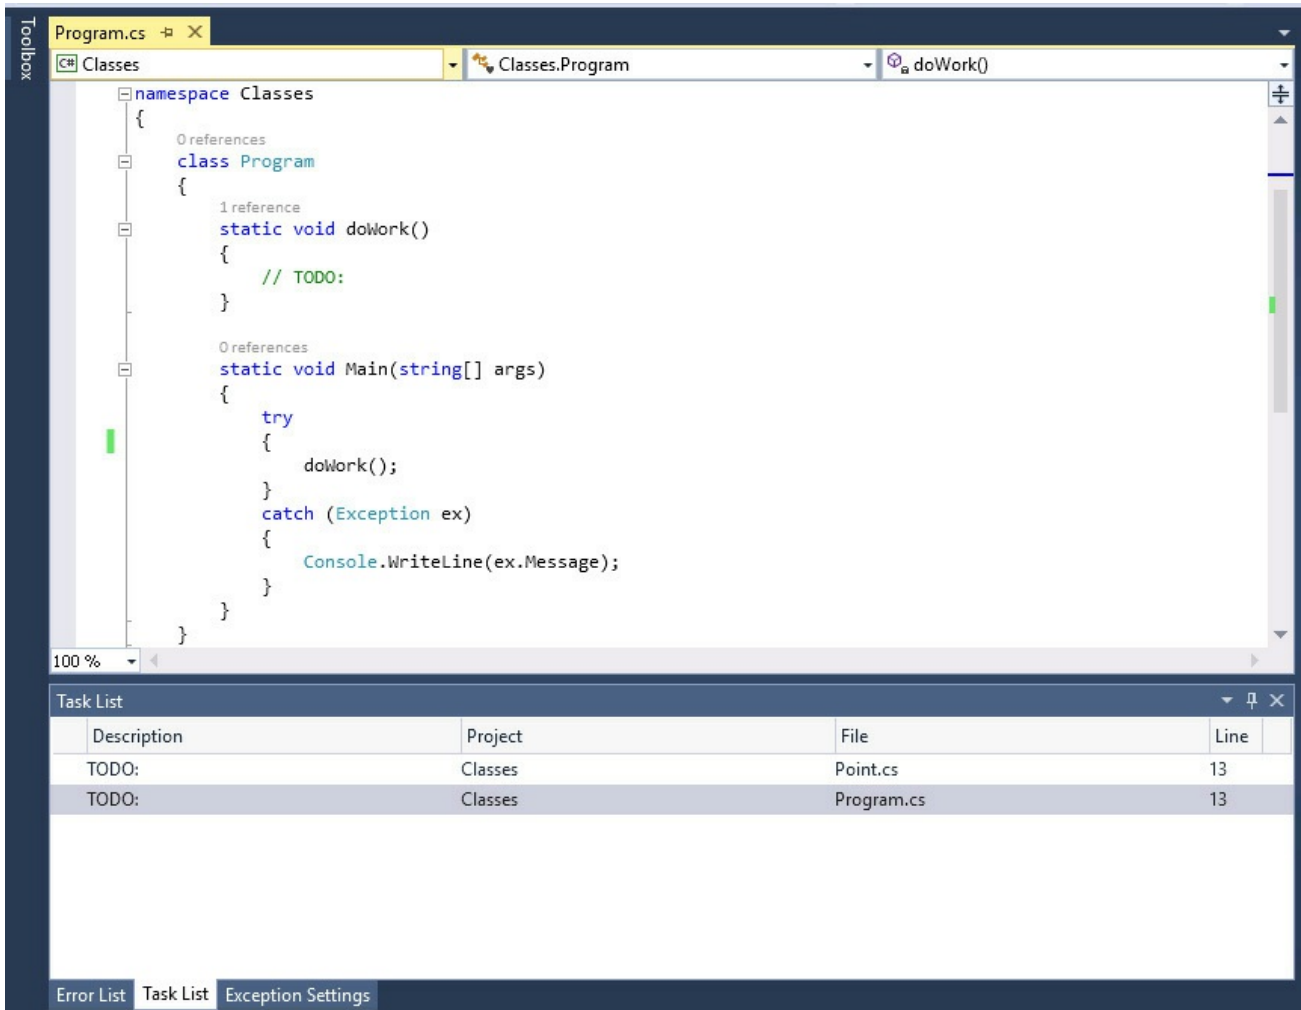 Toolbox
Program.cs
C# Classes Classes.Program doWork()
namespace Classes
{
0 references
class Program
{
1 reference
static void doWork()
{
// TODO:
}
0 references
static void Main(string[] args)
{
try
{
doWork();
}
catch (Exception ex)
{
Console.WriteLine(ex.Message);
}
}
}
100 %
Task List
Description Project File Line
TODO: Classes Point.cs 13
TODO: Classes Program.cs 13
Error List Task List Exception Settings